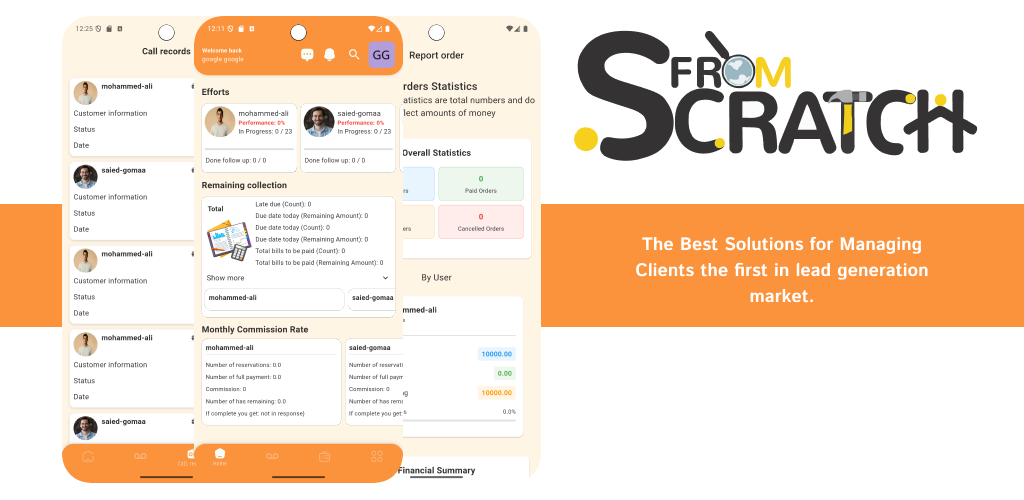 12:25
Call records
mohammed-ali
Customer information
Status
Date
saied-gomaa
Customer information
Status
Date
mohammed-ali
Customer information
Status
Date
mohammed-ali
Customer information
Status
Date
saied-gomaa
12:11
Welcome back
google google
GG
Efforts
mohammed-ali
Performance: 0%
In Progress: 0 / 23
Done follow up: 0 / 0
saied-gomaa
Performance: 0%
In Progress: 0 / 23
Done follow up: 0 / 0
Remaining collection
Total
Late due (Count): 0
Due date today (Remaining Amount): 0
Due date today (Count): 0
Due date today (Remaining Amount): 0
Total bills to be paid (Count): 0
Total bills to be paid (Remaining Amount): 0
Show more
mohammed-ali
saied-gomaa
Monthly Commission Rate
mohammed-ali
Number of reservations: 0.0
Number of full payment: 0.0
Commission: 0
Number of has remaining: 0.0
If complete you get: not in response)
saied-gomaa
Number of reservati
Number of full paym
Commission: 0
Number of has rema
If complete you get:
Home
Report order
rders Statistics
atistics are total numbers and do
lect amounts of money
Overall Statistics
rs
0
Paid Orders
ers
0
Cancelled Orders
By User
mmed-ali
s
10000.00
0.00
ng
10000.00
s
0.0%
Financial Summary
FROM
SCRATCH
The Best Solutions for Managing
Clients the first in lead generation
market.